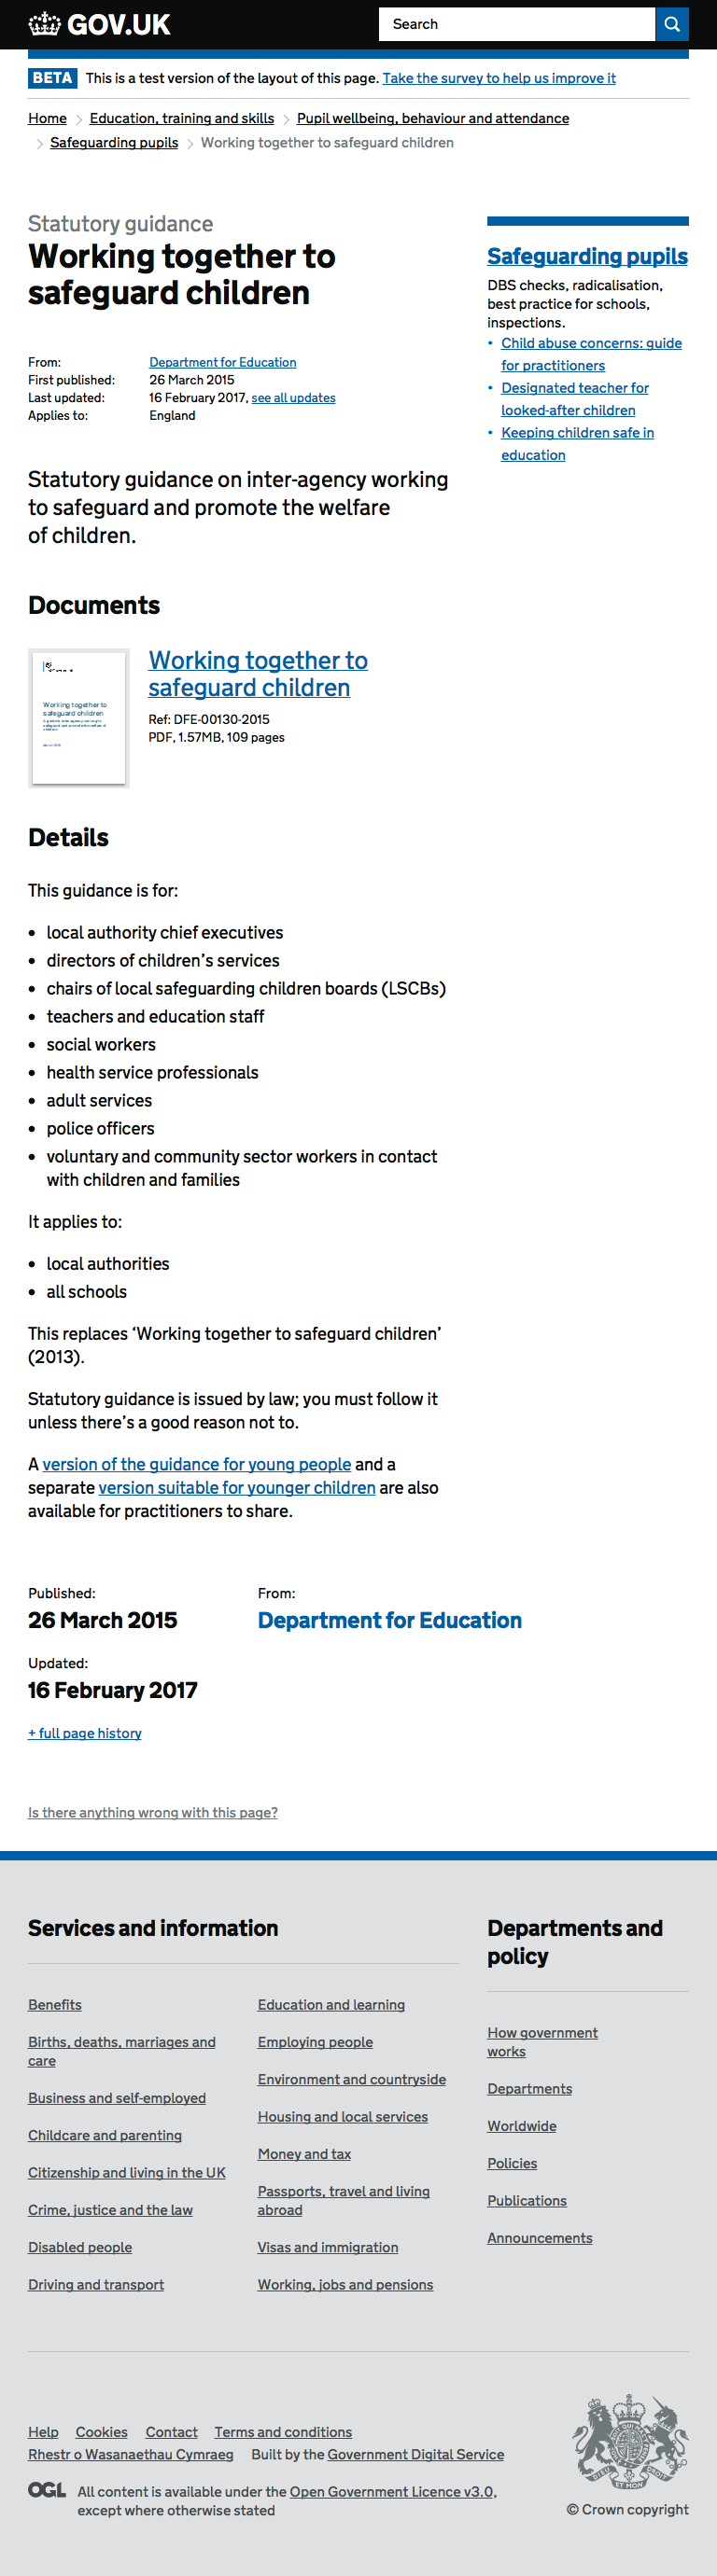 GOV.UK
Search
BETA This is a test version of the layout of this page. Take the survey to help us improve it
Home Education, training and skills Pupil wellbeing, behaviour and attendance
Safeguarding pupils Working together to safeguard children
Statutory guidance
Working together to
safeguard children
From: Department for Education
First published: 26 March 2015
Last updated: 16 February 2017, see all updates
Applies to: England
Safeguarding pupils
DBS checks, radicalisation,
best practice for schools,
inspections.
• Child abuse concerns: guide
for practitioners
• Designated teacher for
looked-after children
• Keeping children safe in
education
Statutory guidance on inter-agency working
to safeguard and promote the welfare
of children.
Documents
Working together to
safeguard children
Working together to
safeguard children
Ref: DFE-00130-2015
PDF, 1.57MB, 109 pages
Details
This guidance is for:
• local authority chief executives
• directors of children’s services
• chairs of local safeguarding children boards (LSCBs)
• teachers and education staff
• social workers
• health service professionals
• adult services
• police officers
• voluntary and community sector workers in contact
with children and families
It applies to:
• local authorities
• all schools
This replaces ‘Working together to safeguard children’
(2013).
Statutory guidance is issued by law; you must follow it
unless there’s a good reason not to.
A version of the guidance for young people and a
separate version suitable for younger children are also
available for practitioners to share.
Published:
26 March 2015
Updated:
16 February 2017
+ full page history
From:
Department for Education
Is there anything wrong with this page?
Services and information
Benefits
Births, deaths, marriages and
care
Business and self-employed
Childcare and parenting
Citizenship and living in the UK
Crime, justice and the law
Disabled people
Driving and transport
Education and learning
Employing people
Environment and countryside
Housing and local services
Money and tax
Passports, travel and living
abroad
Visas and immigration
Working, jobs and pensions
Departments and
policy
How government
works
Departments
Worldwide
Policies
Publications
Announcements
Help Cookies Contact Terms and conditions
Rhestr o Wasanaethau Cymraeg Built by the Government Digital Service
OGL All content is available under the Open Government Licence v3.0,
except where otherwise stated
© Crown copyright